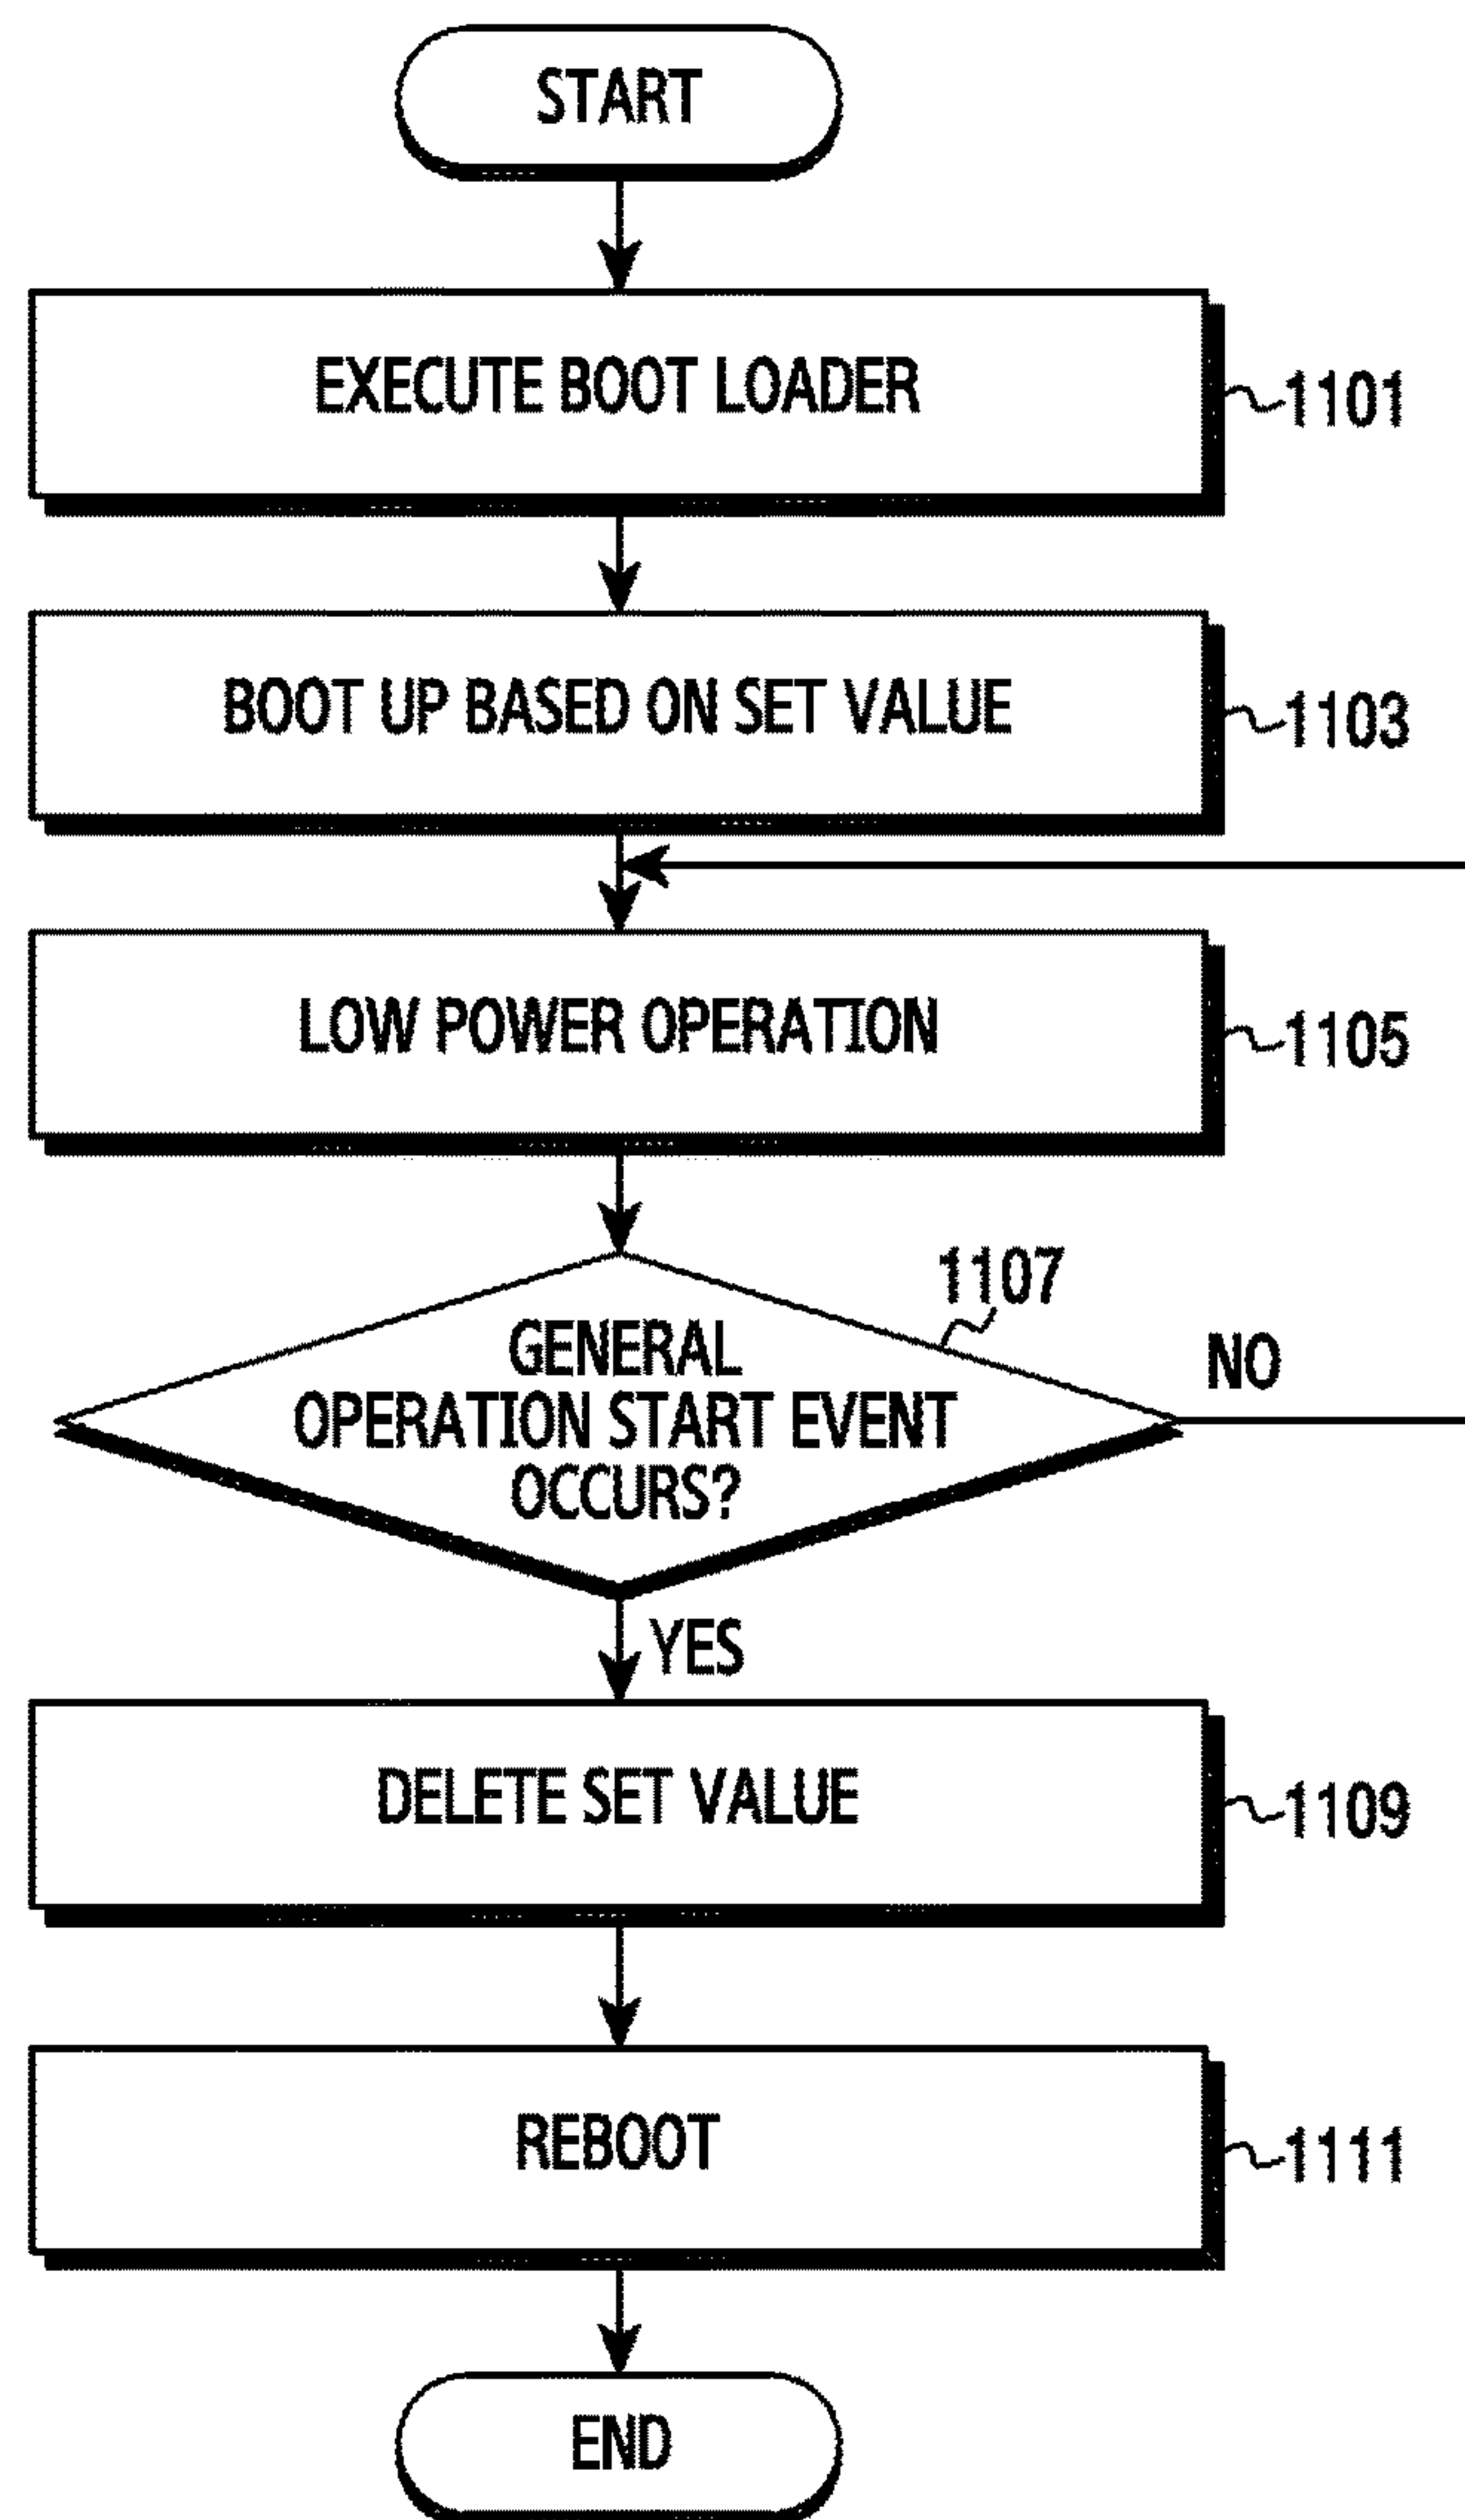 START
EXECUTE BOOT LOADER
1101
BOOT UP BASED ON SET VALUE
1103
LOW POWER OPERATION
1105
1107
GENERAL
OPERATION START EVENT
OCCURS?
NO
YES
DELETE SET VALUE
1109
REBOOT
1111
END